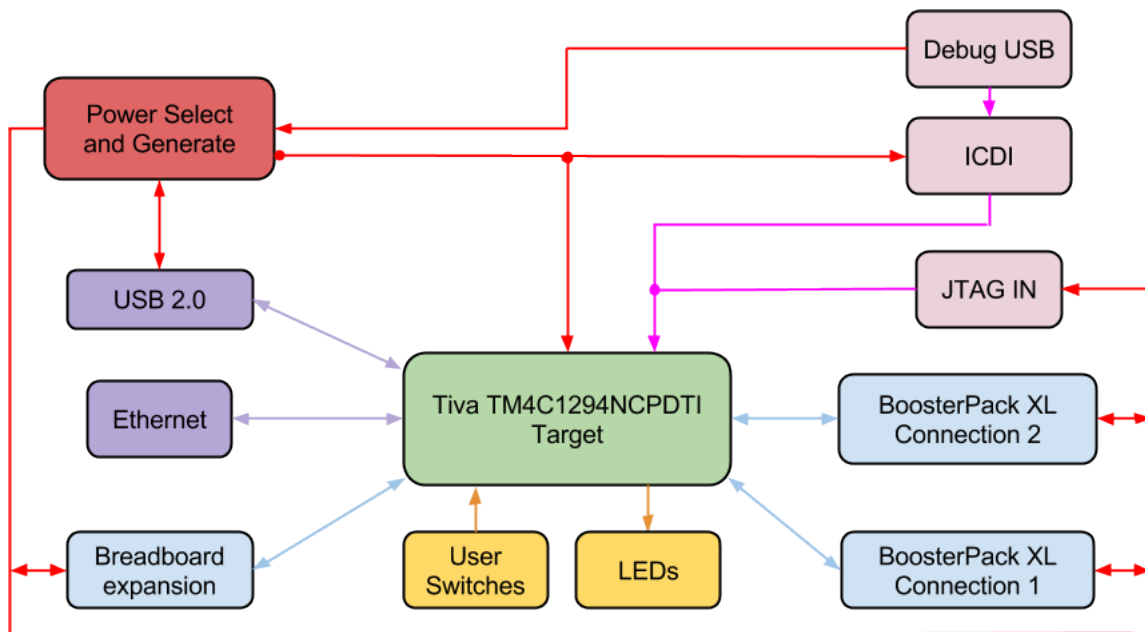 Debug USB
Power Select
and Generate
ICDI
USB 2.0
JTAG IN
Tiva TM4C1294NCPDTI
Target
Ethernet
BoosterPack XL
Connection 2
Breadboard
expansion
User
Switches
LEDs
BoosterPack XL
Connection 1